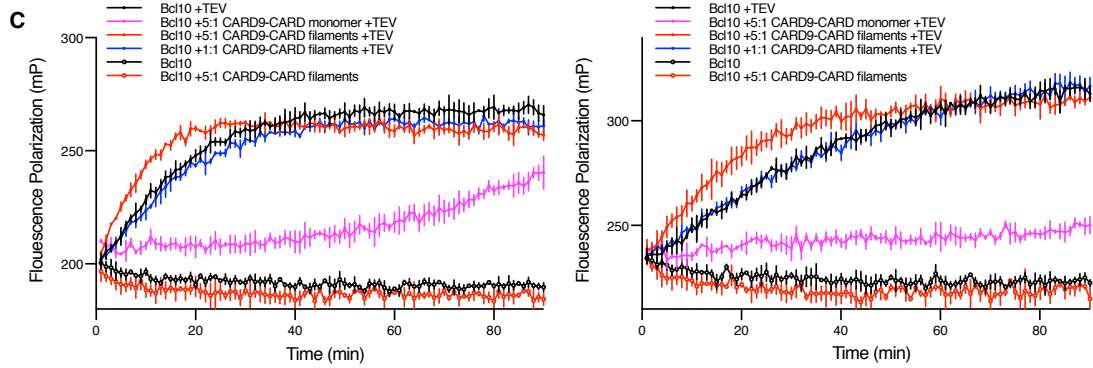 C
Bcl10 +TEV
Bcl10 +5:1 CARD9-CARD monomer +TEV
Bcl10 +5:1 CARD9-CARD filaments +TEV
Bcl10 +1:1 CARD9-CARD filaments +TEV
Bcl10
Bcl10 +5:1 CARD9-CARD filaments
300
250
200
Flouescence Polarization (mP)
0
20
40
60
80
Time (min)
Bcl10 +TEV
Bcl10 +5:1 CARD9-CARD monomer +TEV
Bcl10 +5:1 CARD9-CARD filaments +TEV
Bcl10 +1:1 CARD9-CARD filaments +TEV
Bcl10
Bcl10 +5:1 CARD9-CARD filaments
300
250
Flouescence Polarization (mP)
0
20
40
60
80
Time (min)